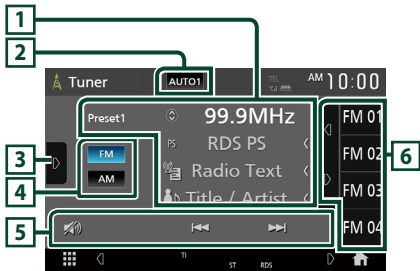 1
2
Tuner
AUTO1
TEL
AM 10:00
Preset1
99.9MHz
FM 01
PS
RDS PS
3
FM
FM 02
6
Radio Text
4
AM
FM 03
Title / Artist
5
FM 04
TI
ST
RDS